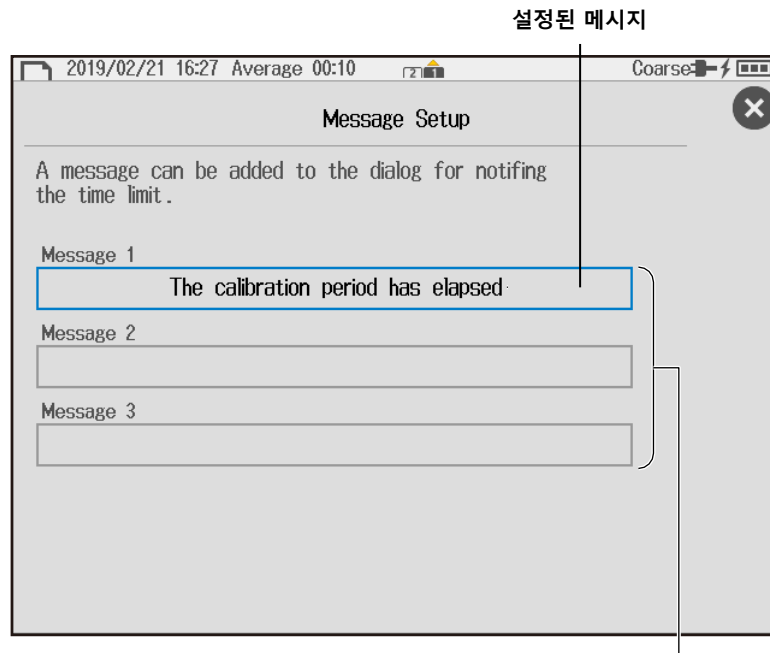 설정된 메시지
2019/02/21 16:27 Average 00:10 2 1 Coarse
Message Setup
A message can be added to the dialog for notifing
the time limit.
Message 1
The calibration period has elapsed
Message 2
Message 3